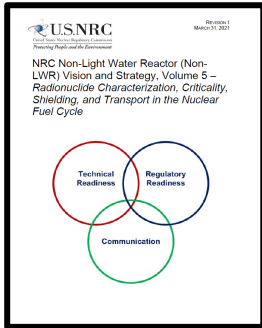 REVISION 1
MARCH 31, 2021
U.S.NRC
United States Nuclear Regulatory Commission
Protecting People and the Environment
NRC Non-Light Water Reactor (Non-
LWR) Vision and Strategy, Volume 5 –
Radionuclide Characterization, Criticality,
Shielding, and Transport in the Nuclear
Fuel Cycle
Technical
Readiness
Regulatory
Readiness
Communication